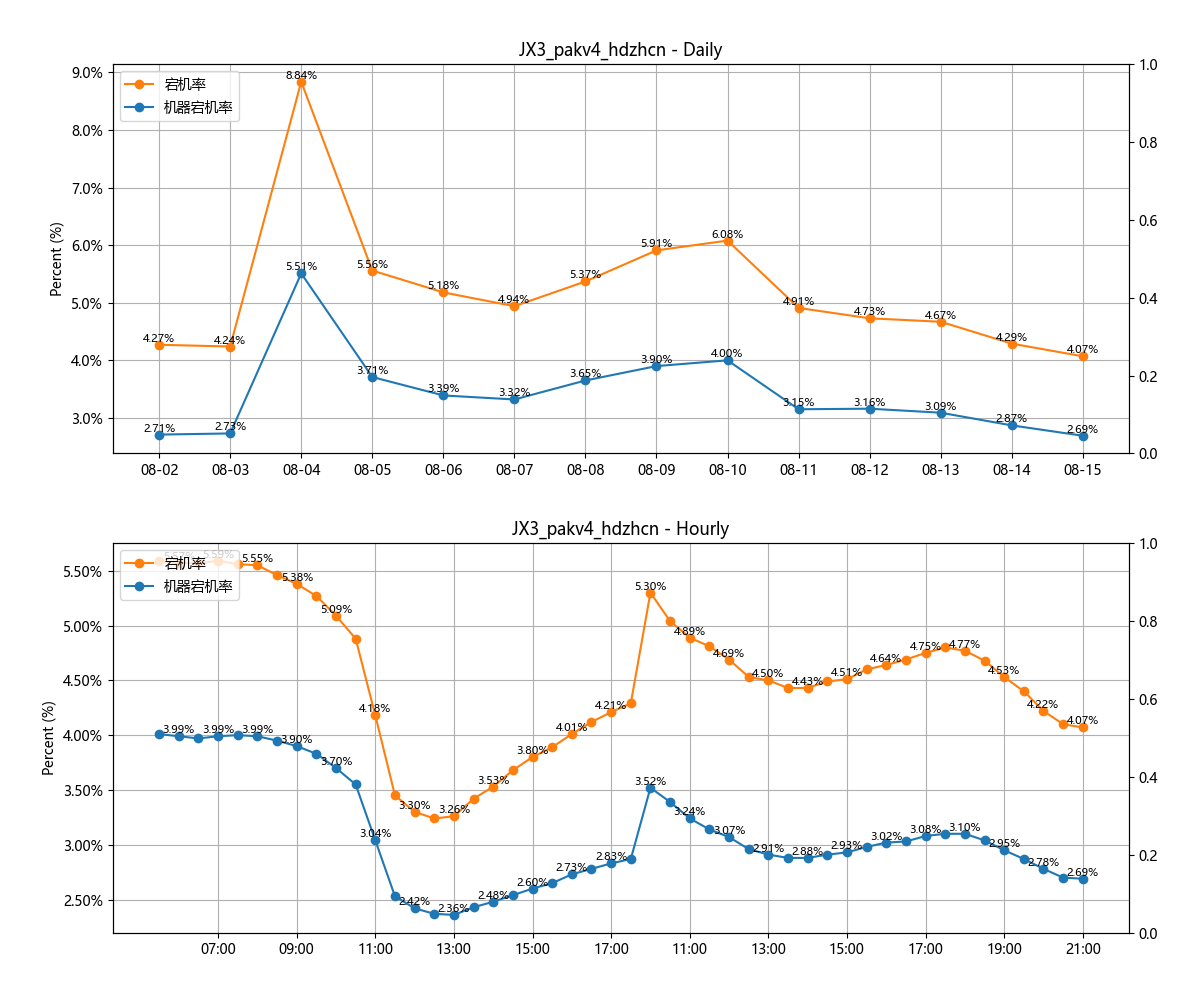 JX3_pakv4_hdzhcn - Daily
宕机率
机器宕机率
Percent (%)
9.0%
8.0%
7.0%
6.0%
5.0%
4.0%
3.0%
1.0
0.8
0.6
0.4
0.2
0.0
4.27% 4.24% 8.84% 5.56% 5.18% 4.94% 5.37% 5.91% 6.08% 4.91% 4.73% 4.67% 4.29% 4.07%
2.71% 2.73% 5.51% 3.71% 3.39% 3.32% 3.65% 3.90% 4.00% 3.15% 3.16% 3.09% 2.87% 2.69%
08-02 08-03 08-04 08-05 08-06 08-07 08-08 08-09 08-10 08-11 08-12 08-13 08-14 08-15
JX3_pakv4_hdzhcn - Hourly
宕机率
机器宕机率
Percent (%)
5.50%
5.00%
4.50%
4.00%
3.50%
3.00%
2.50%
1.0
0.8
0.6
0.4
0.2
0.0
5.59% 5.55% 5.38% 5.09% 4.18% 3.30% 3.26% 3.53% 3.80% 4.01% 4.21% 5.30% 4.89% 4.69% 4.50% 4.43% 4.51% 4.64% 4.75% 4.77% 4.53% 4.22% 4.07%
3.99% 3.99% 3.99% 3.90% 3.70% 3.04% 2.42% 2.36% 2.48% 2.60% 2.73% 2.83% 3.52% 3.24% 3.07% 2.91% 2.88% 2.93% 3.02% 3.08% 3.10% 2.95% 2.78% 2.69%
07:00 09:00 11:00 13:00 15:00 17:00 11:00 13:00 15:00 17:00 19:00 21:00